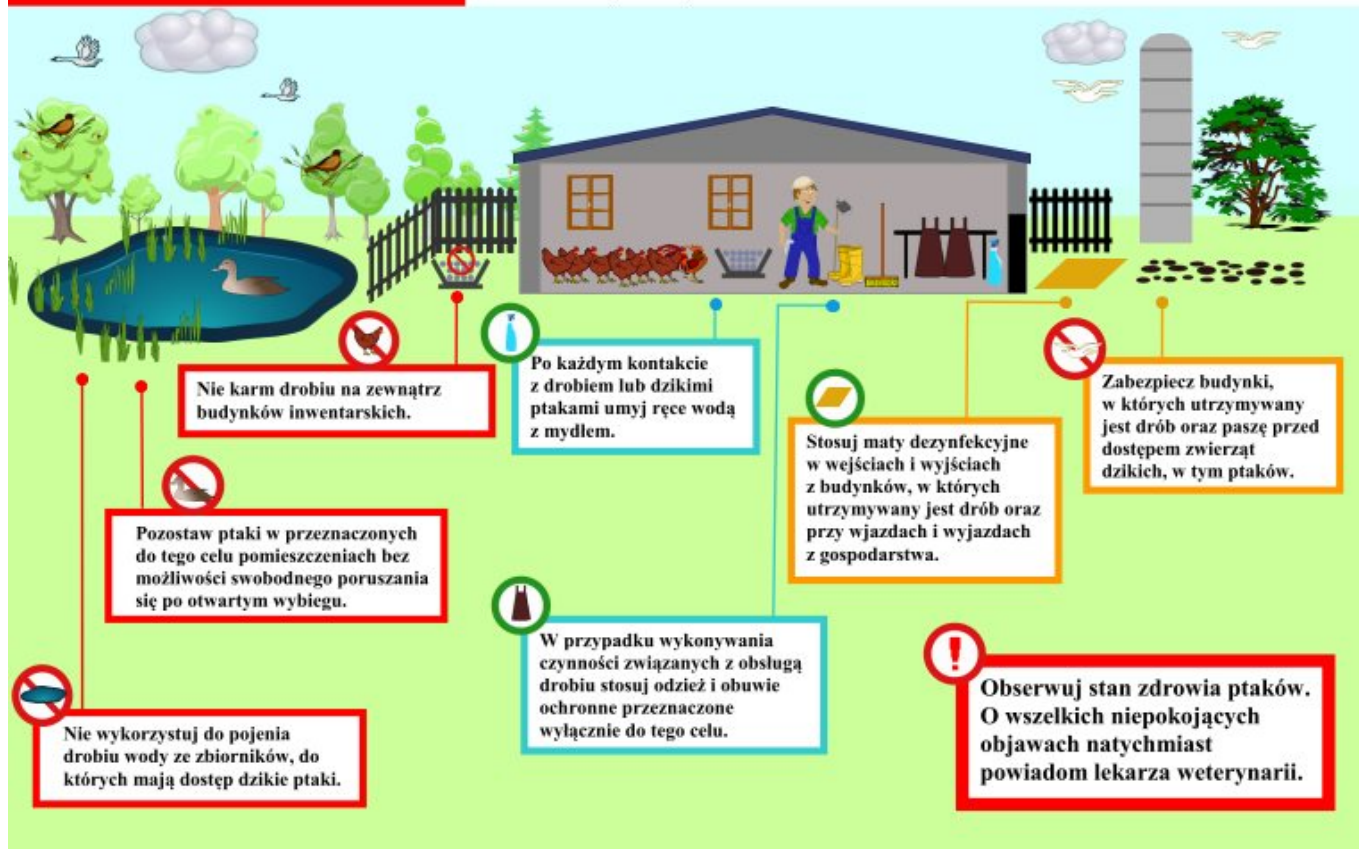 Nie karm drobiu na zewnątrz
budynków inwentarskich.
Po każdym kontakcie
z drobiem lub dzikimi
ptakami umyj ręce wodą
z mydłem.
Stosuj maty dezynfekcyjne
w wejściach i wyjściach
z budynków, w których
utrzymywany jest drób oraz
przy wjazdach i wyjazdach
z gospodarstwa.
Zabezpiecz budynki,
w których utrzymywany
jest drób oraz paszę przed
dostępem zwierząt
dzikich, w tym ptaków.
Pozostaw ptaki w przeznaczonych
do tego celu pomieszczeniach bez
możliwości swobodnego poruszania
się po otwartym wybiegu.
W przypadku wykonywania
czynności związanych z obsługą
drobiu stosuj odzież i obuwie
ochronne przeznaczone
wyłącznie do tego celu.
Nie wykorzystuj do pojenia
drobiu wody ze zbiorników, do
których mają dostęp dzikie ptaki.
!
Obserwuj stan zdrowia ptaków.
O wszelkich niepokojących
objawach natychmiast
powiadom lekarza weterynarii.